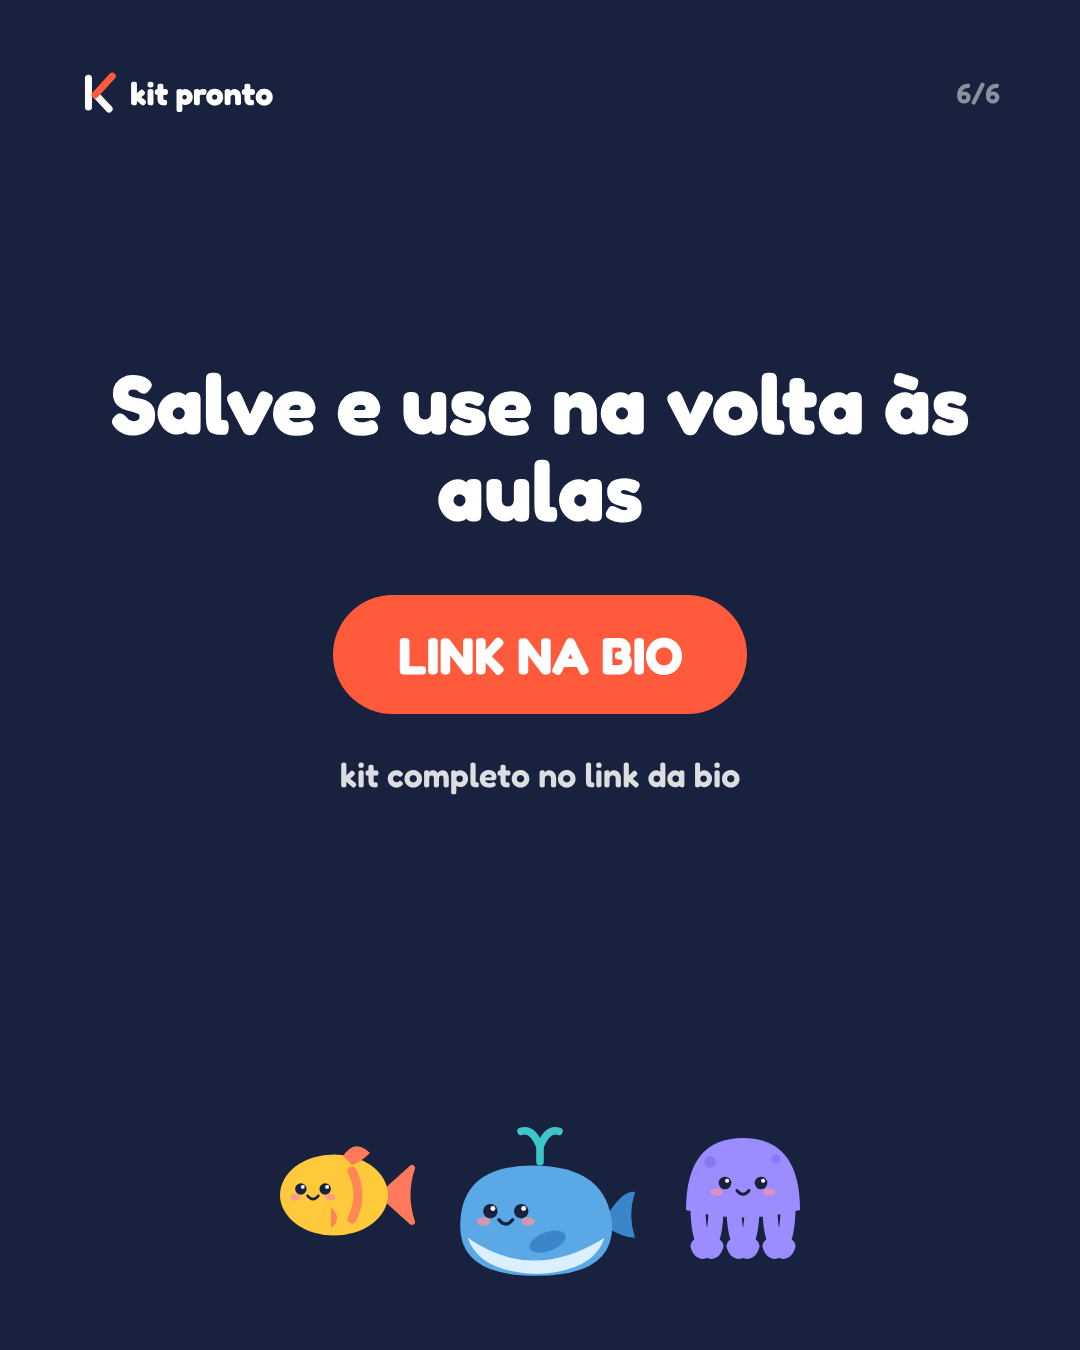 kit pronto
6/6
Salve e use na volta às
aulas
LINK NA BIO
kit completo no link da bio